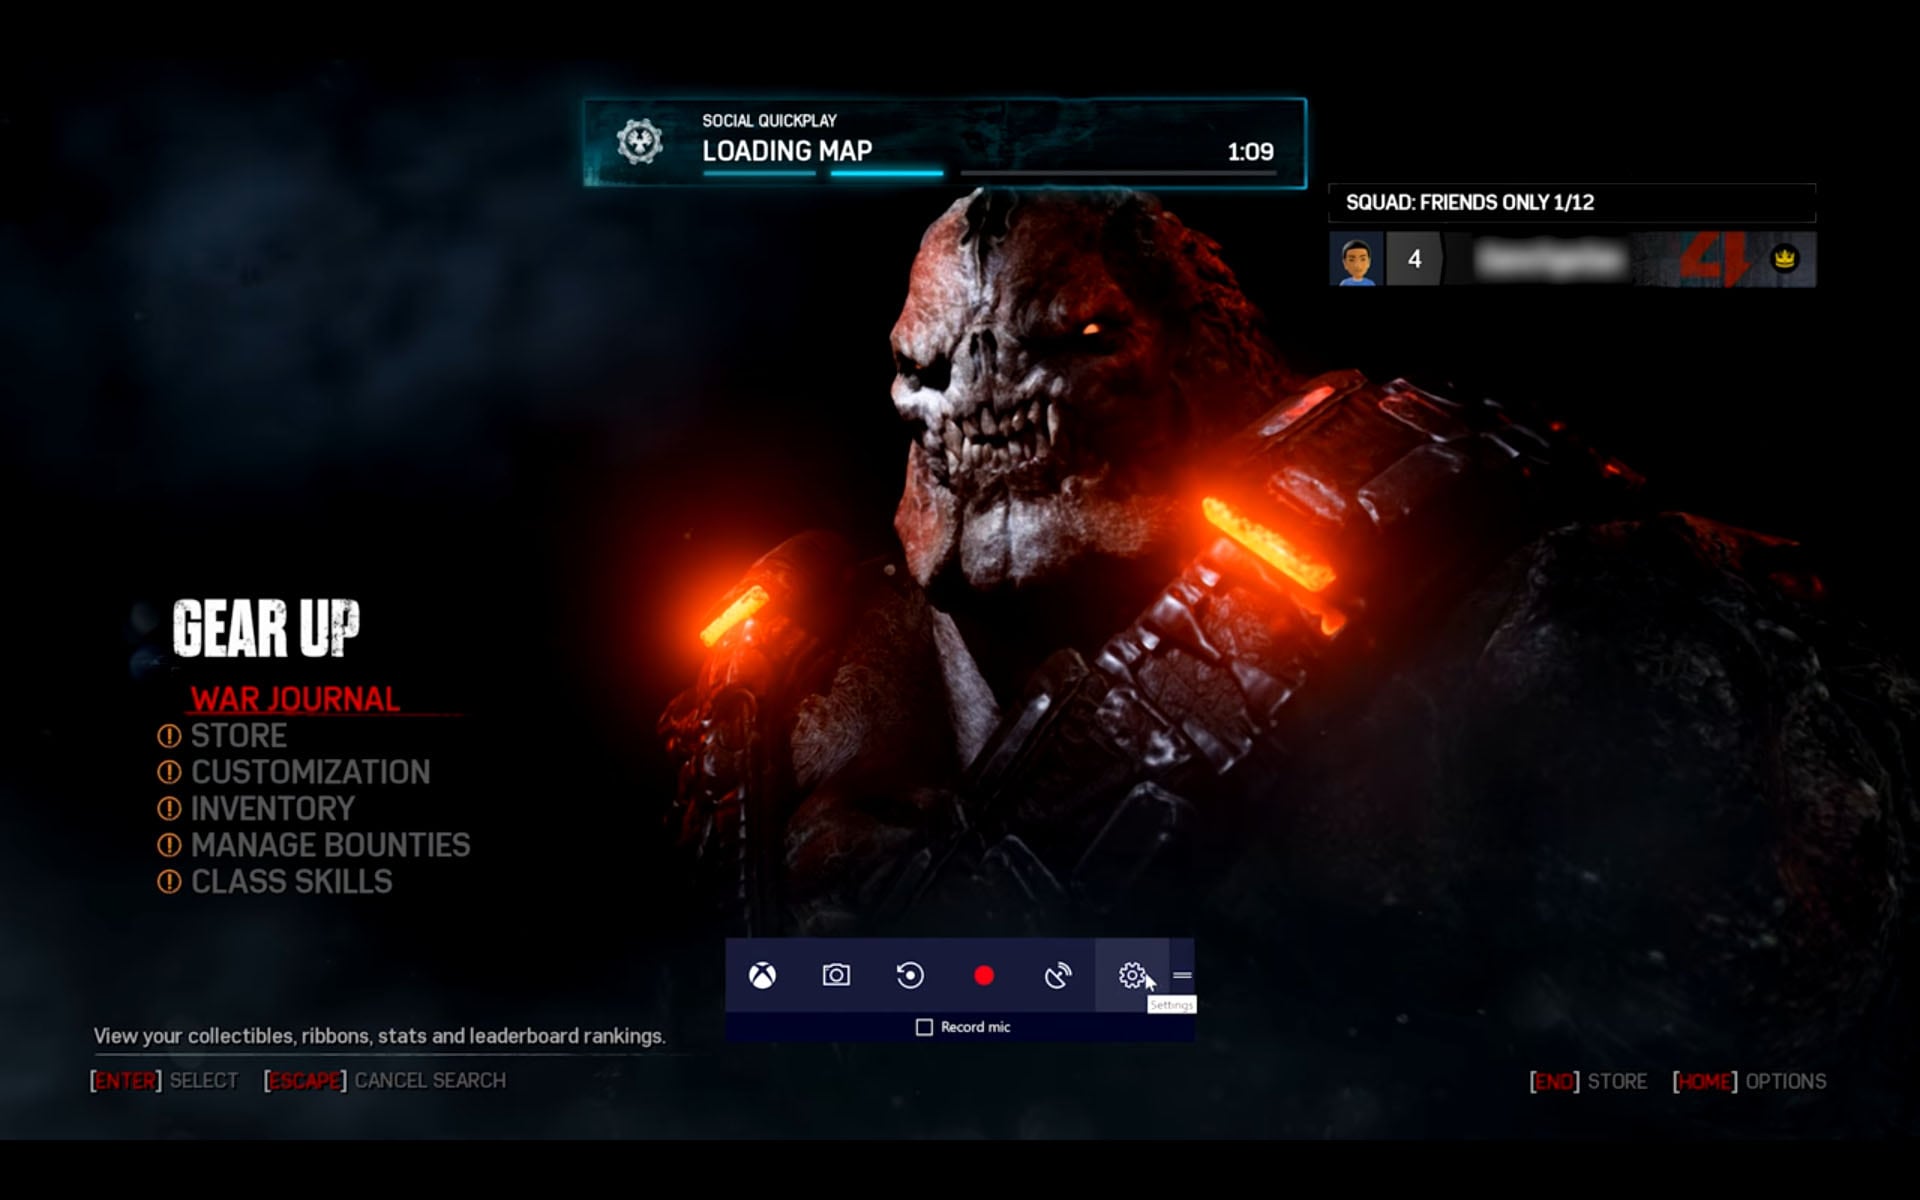 SOCIAL QUICKPLAY
LOADING MAP
1:09
SQUAD: FRIENDS ONLY 1/12
4
4
GEAR UP
WAR JOURNAL
STORE
CUSTOMIZATION
INVENTORY
MANAGE BOUNTIES
CLASS SKILLS
Settings
Record mic
View your collectibles, ribbons, stats and leaderboard rankings.
[ENTER] SELECT [ESCAPE] CANCEL SEARCH
[END] STORE [HOME] OPTIONS